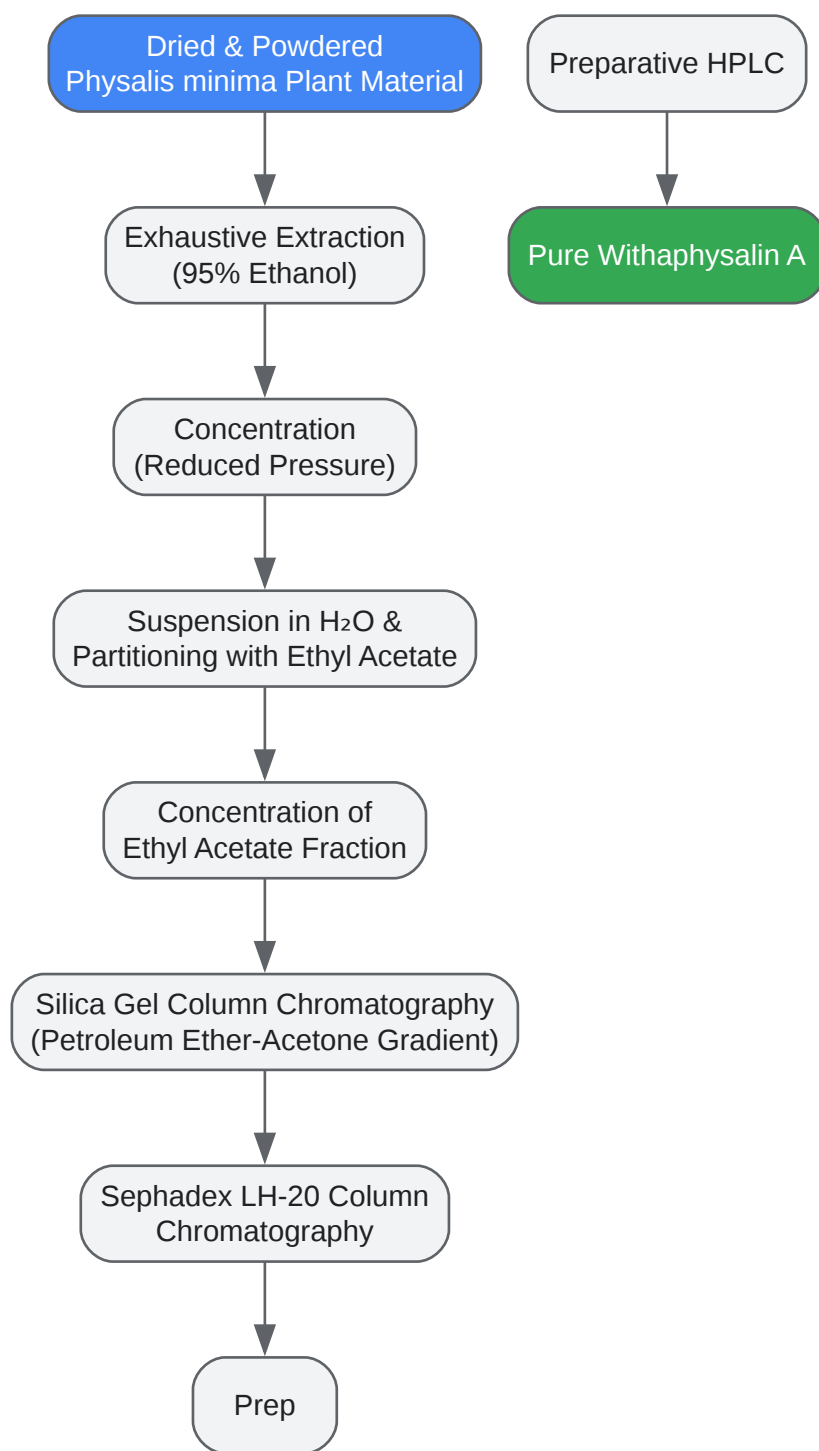 Dried & Powdered
Physalis minima Plant Material
Exhaustive Extraction
(95% Ethanol)
Concentration
(Reduced Pressure)
Suspension in H₂O &
Partitioning with Ethyl Acetate
Concentration of
Ethyl Acetate Fraction
Silica Gel Column Chromatography
(Petroleum Ether-Acetone Gradient)
Sephadex LH-20 Column
Chromatography
Prep
Preparative HPLC
Pure Withaphysalin A